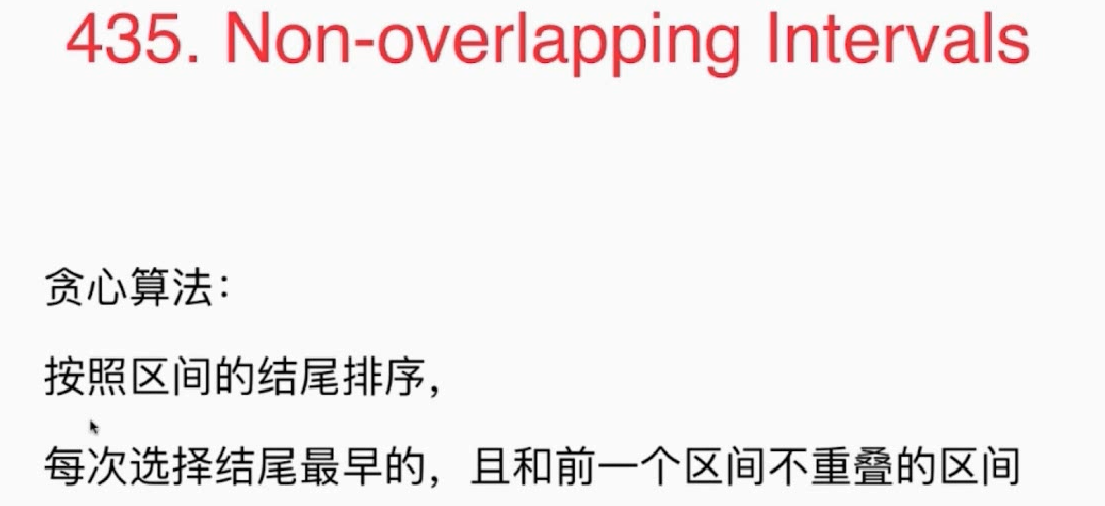 435. Non-overlapping Intervals
贪心算法：
按照区间的结尾排序，
每次选择结尾最早的，且和前一个区间不重叠的区间